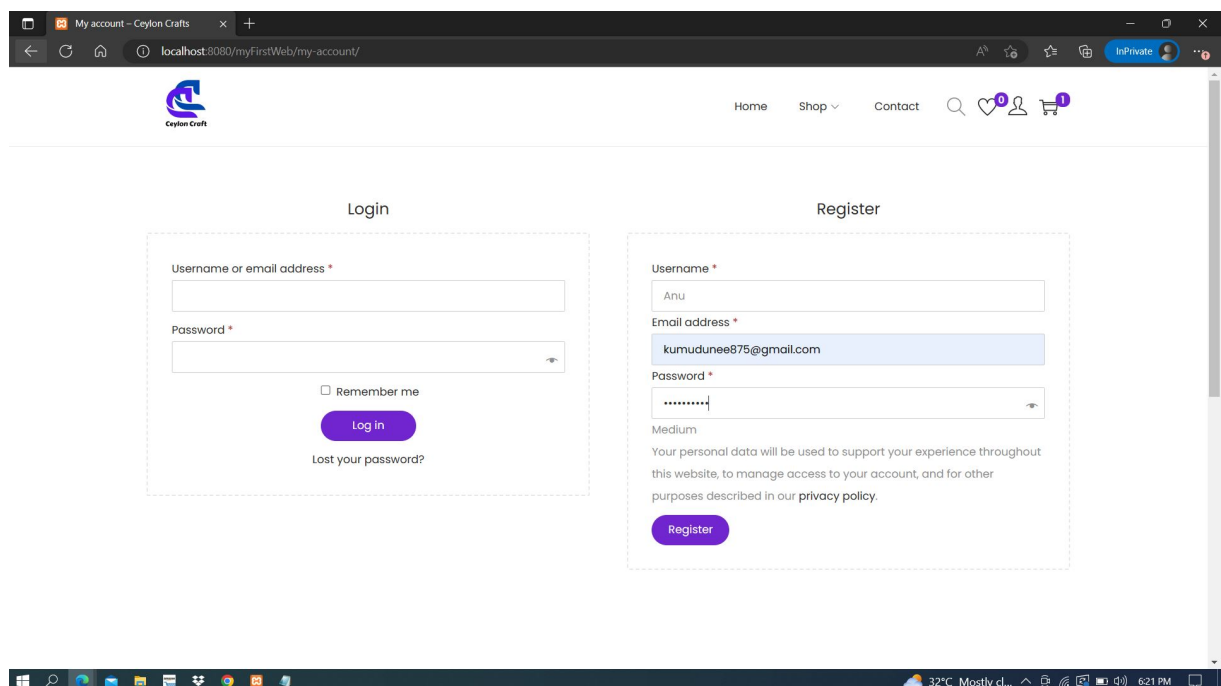 My account – Ceylon Crafts
localhost:8080/myFirstWeb/my-account/
InPrivate
Ceylon Craft
Home Shop Contact 0 1
Login
Username or email address *
Password *
Remember me
Log in
Lost your password?
Register
Username *
Anu
Email address *
kumudunee875@gmail.com
Password *
••••••••••
Medium
Your personal data will be used to support your experience throughout
this website, to manage access to your account, and for other
purposes described in our privacy policy.
Register
32°C Mostly cl... 6:21 PM